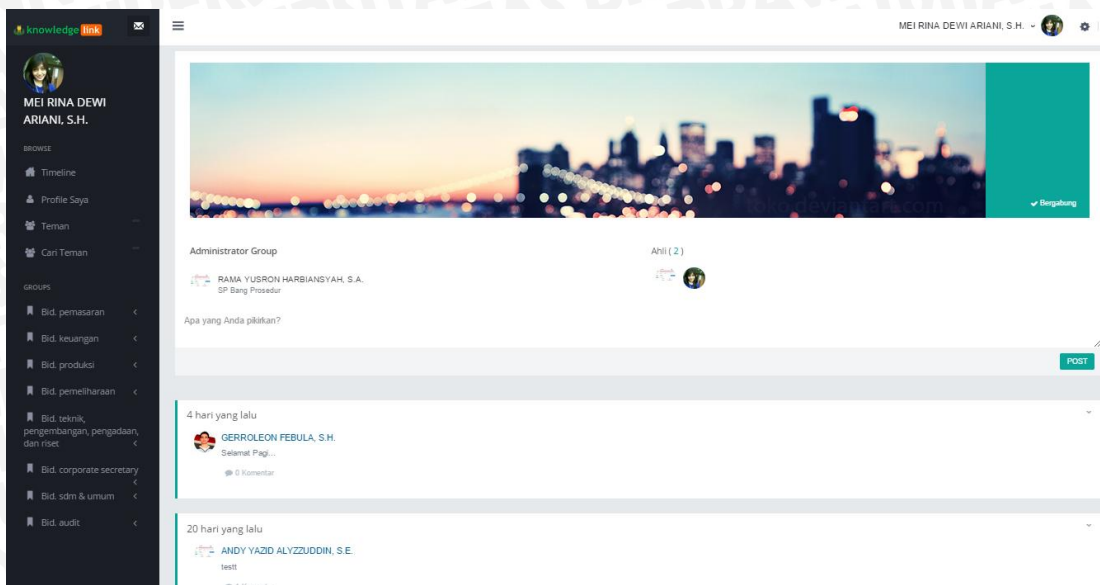 knowledge link
MEI RINA DEWI
ARIANI, S.H.
BROWSE
Timeline
Profile Saya
Teman
Cari Teman
GROUPS
Bid. pemasaran
Bid. keuangan
Bid. produksi
Bid. pemeliharaan
Bid. teknik,
pengembangan, pengadaan,
dan riset
Bid. corporate secretary
Bid. sdm & umum
Bid. audit
MEI RINA DEWI ARIANI, S.H.
Bergabung
Administrator Group
RAMA YUSRON HARBIANSYAH, S.A.
SP Bang Prosedur
Ahli ( 2 )
Apa yang Anda pikirkan?
POST
4 hari yang lalu
GERROLEON FEBULA, S.H.
Selamat Pagi...
0 Komentar
20 hari yang lalu
ANDY YAZID ALYZZUDDIN, S.E.
testt